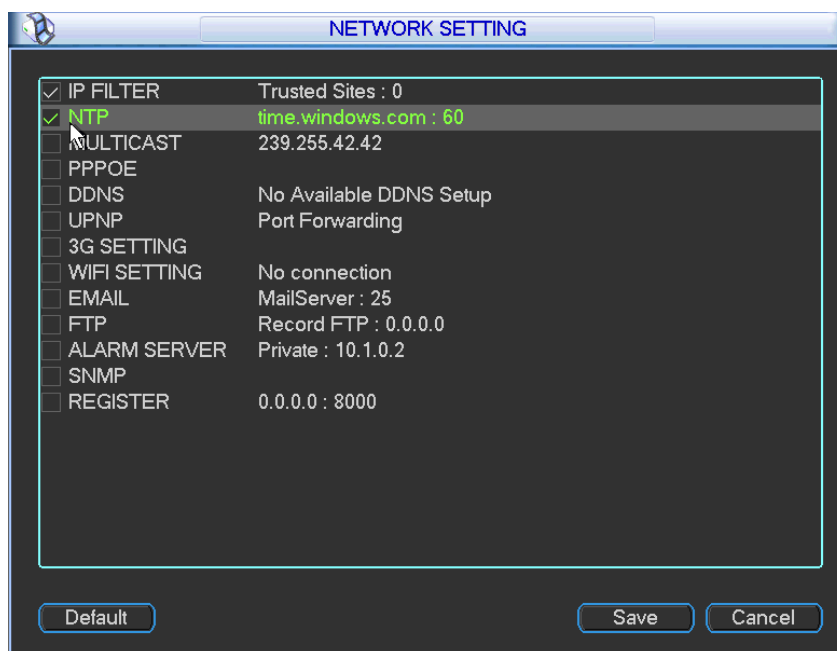 NETWORK SETTING
IP FILTER Trusted Sites : 0
NTP time.windows.com : 60
MULTICAST 239.255.42.42
PPPOE
DDNS No Available DDNS Setup
UPNP Port Forwarding
3G SETTING
WIFI SETTING No connection
EMAIL MailServer : 25
FTP Record FTP : 0.0.0.0
ALARM SERVER Private : 10.1.0.2
SNMP
REGISTER 0.0.0.0 : 8000
Default Save Cancel